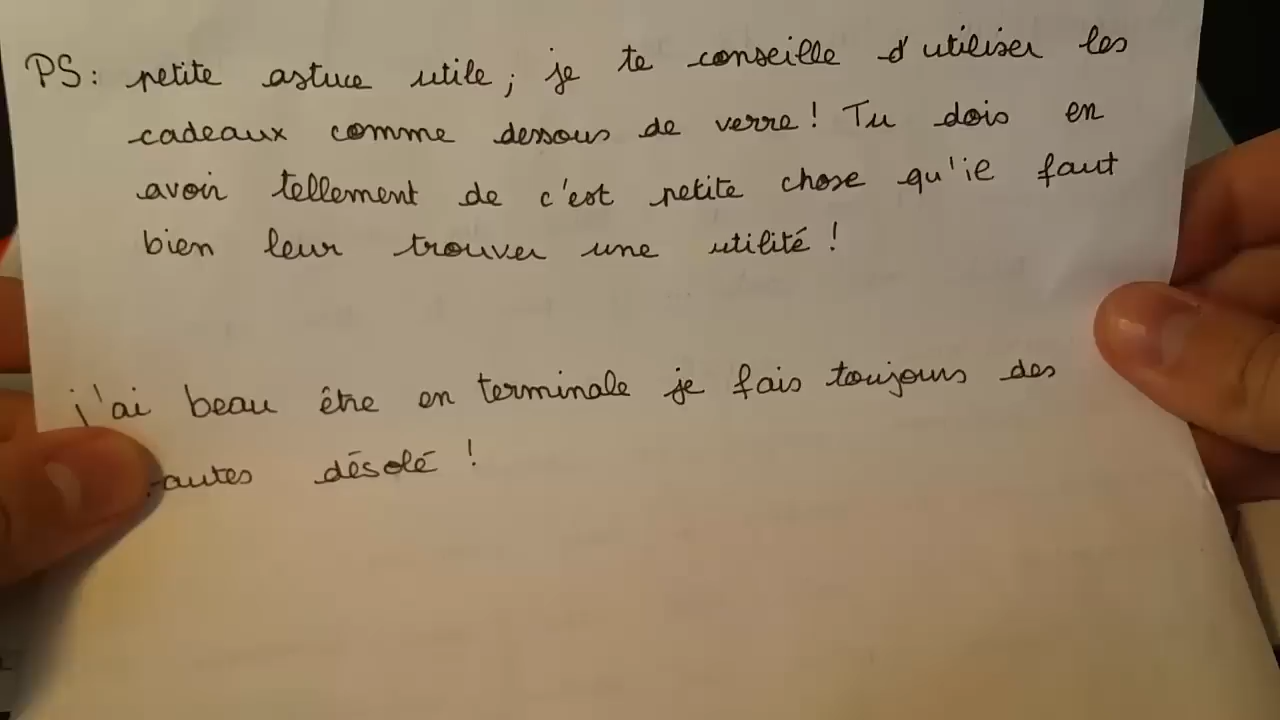 PS: petite astuce utile; je te conseille d'utiliser les
cadeaux comme dessous de verre! Tu dois en
avoir tellement de c'est petite chose qu'il faut
bien leur trouver une utilité!
j'ai beau être en terminale je fais toujours des
autes désolé!